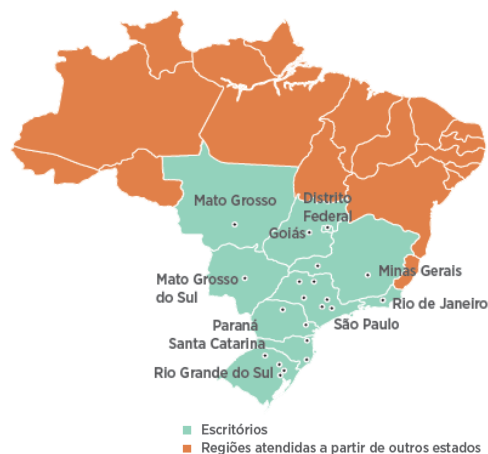 Mato Grosso
Distrito
Federal
Goiás
Minas Gerais
Mato Grosso
do Sul
Rio de Janeiro
Paraná
São Paulo
Santa Catarina
Rio Grande do Sul
Escritórios
Regiões atendidas a partir de outros estados